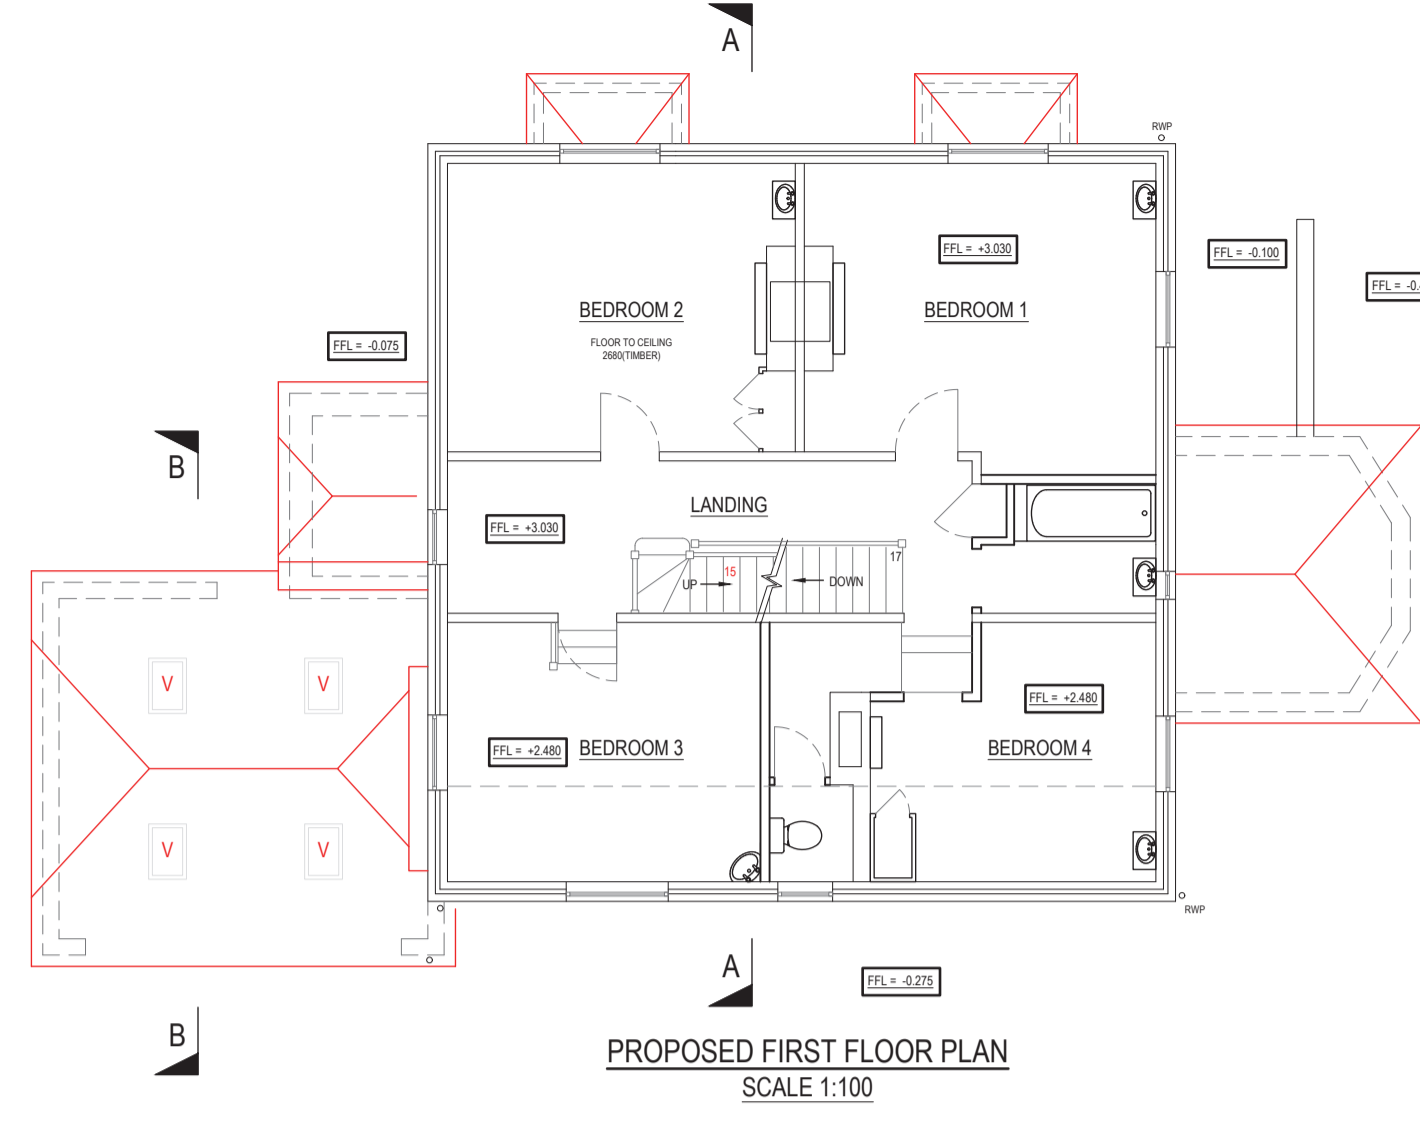 A
RWP
FFL = +3.030
FFL = -0.100
FFL = -0.
BEDROOM 2
BEDROOM 1
FLOOR TO CEILING
2680(TIMBER)
FFL = -0.075
B
LANDING
FFL = +3.030
17
15
UP
DOWN
V
V
FFL = +2.480
FFL = +2.480
BEDROOM 3
BEDROOM 4
V
V
RWP
A
FFL = -0.275
B
PROPOSED FIRST FLOOR PLAN
SCALE 1:100